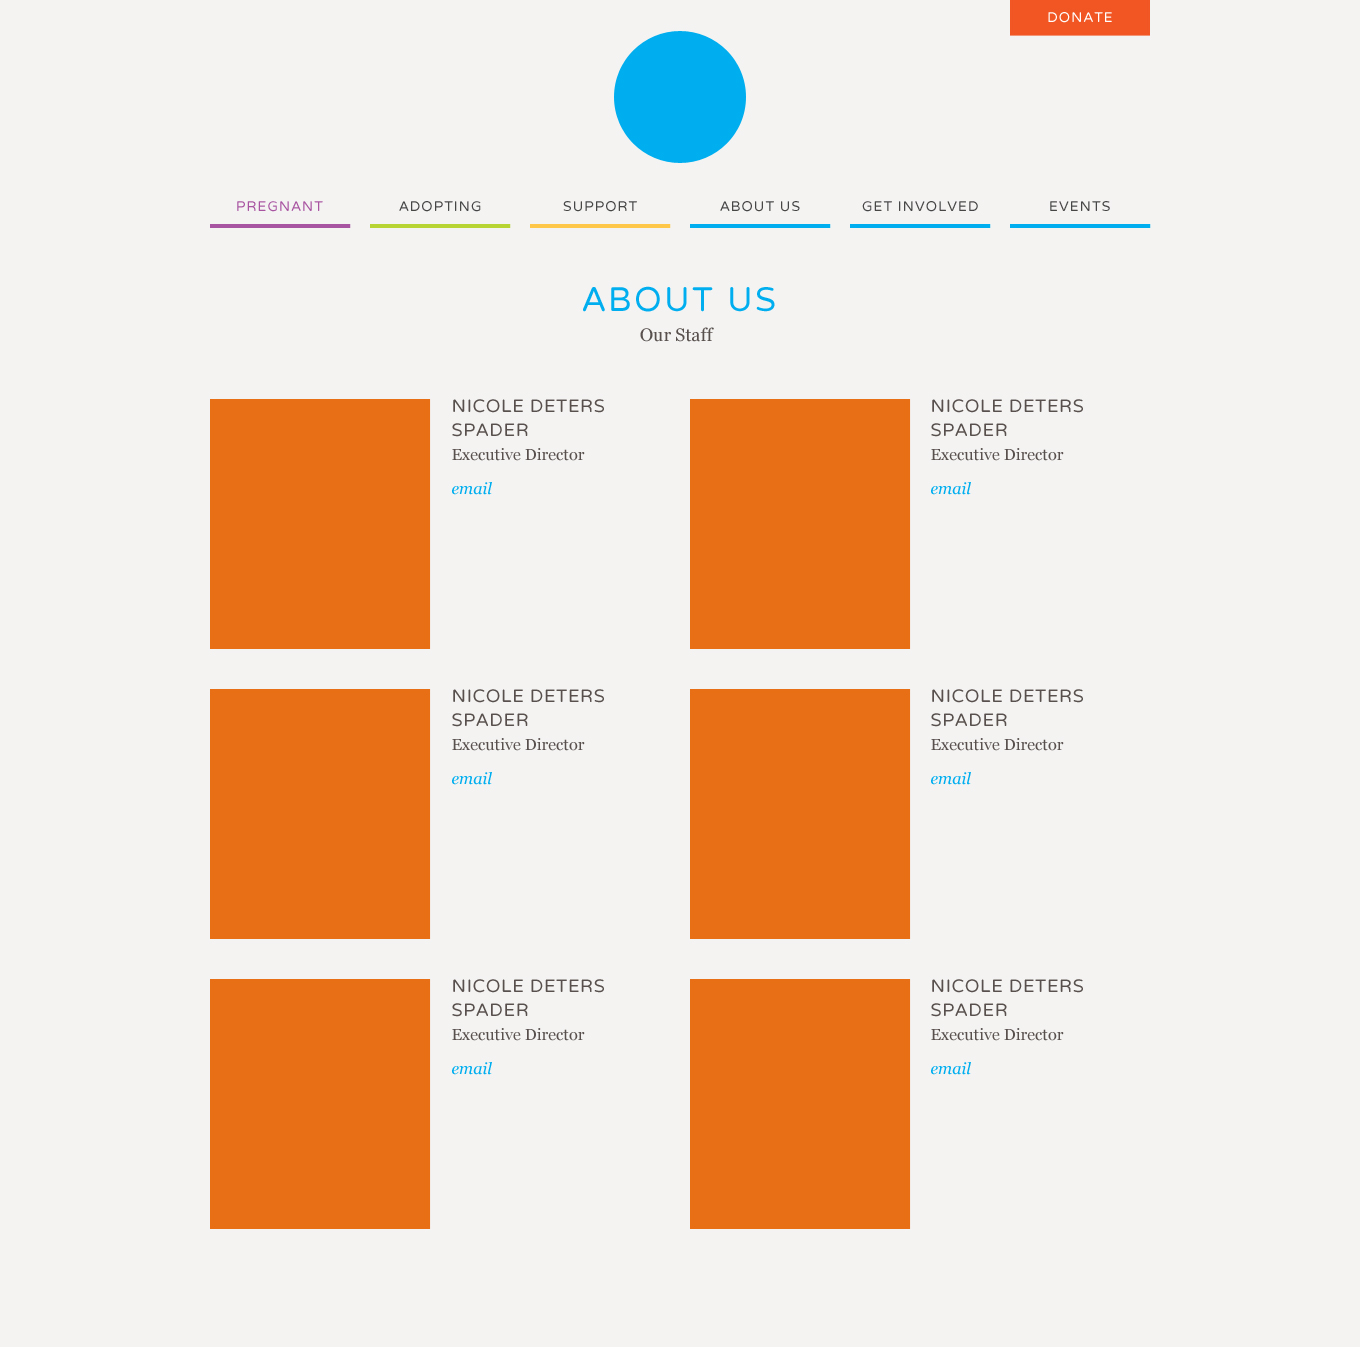 DONATE
PREGNANT
ADOPTING
SUPPORT
ABOUT US
GET INVOLVED
EVENTS
ABOUT US
Our Staff
NICOLE DETERS
SPADER
Executive Director
email
NICOLE DETERS
SPADER
Executive Director
email
NICOLE DETERS
SPADER
Executive Director
email
NICOLE DETERS
SPADER
Executive Director
email
NICOLE DETERS
SPADER
Executive Director
email
NICOLE DETERS
SPADER
Executive Director
email